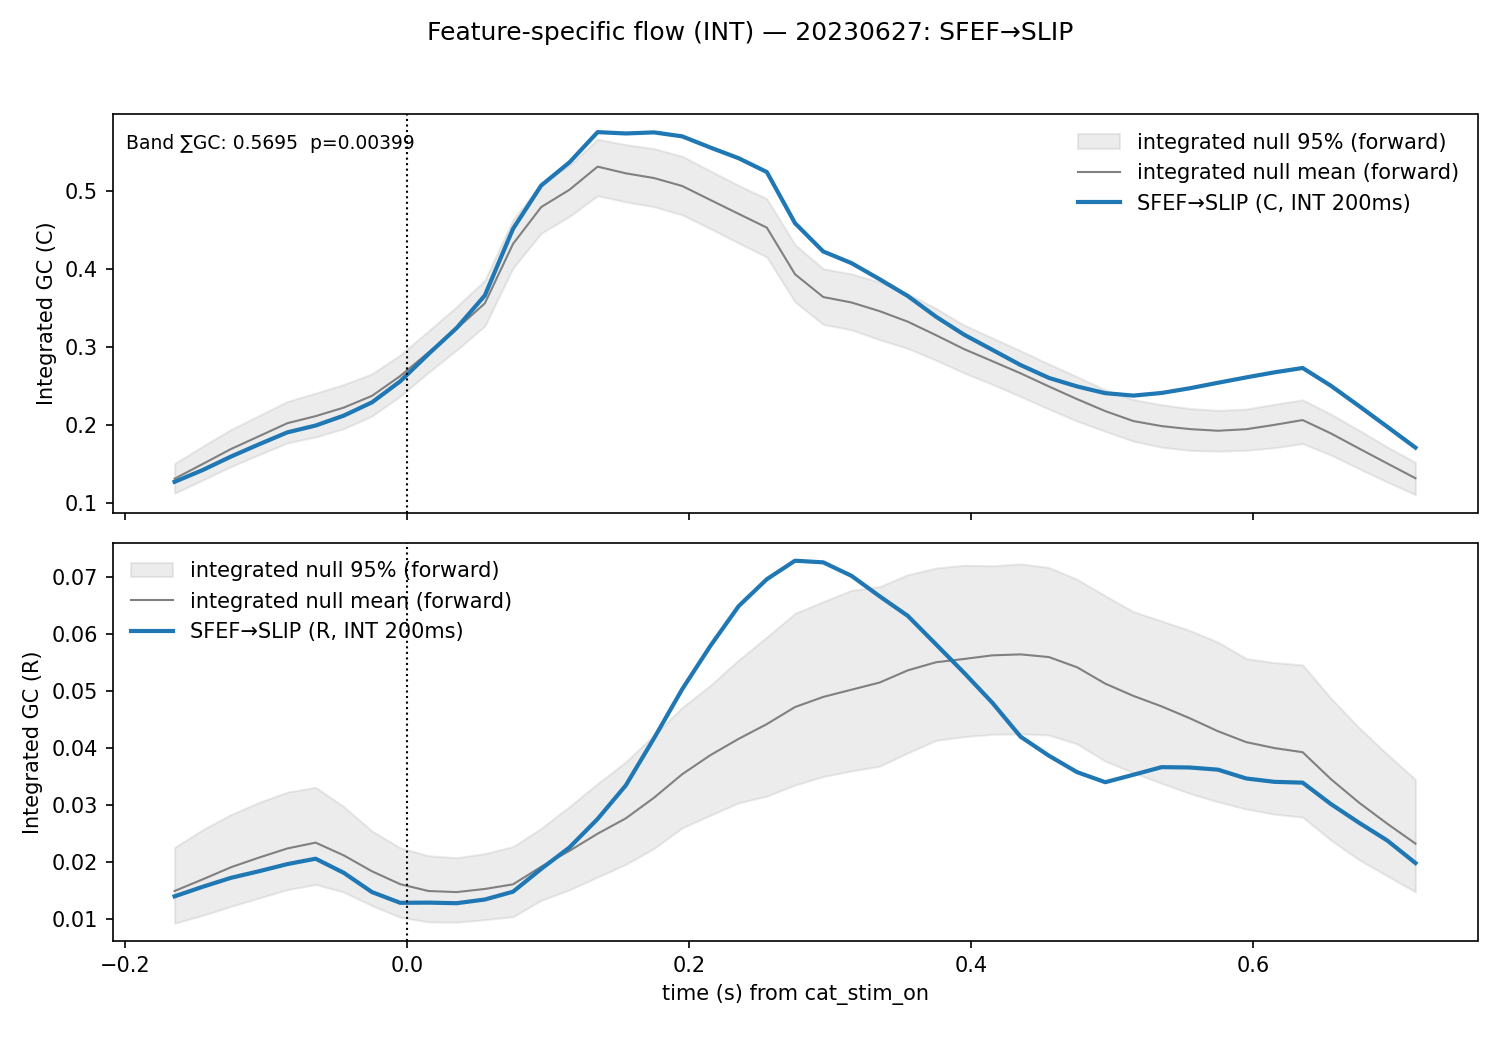 Feature-specific flow (INT) — 20230627: SFEF→SLIP
Band ∑GC: 0.5695  p=0.00399
integrated null 95% (forward)
integrated null mean (forward)
SFEF→SLIP (C, INT 200ms)
Integrated GC (C)
0.5
0.4
0.3
0.2
0.1
integrated null 95% (forward)
integrated null mean (forward)
SFEF→SLIP (R, INT 200ms)
Integrated GC (R)
0.07
0.06
0.05
0.04
0.03
0.02
0.01
−0.2
0.0
0.2
0.4
0.6
time (s) from cat_stim_on